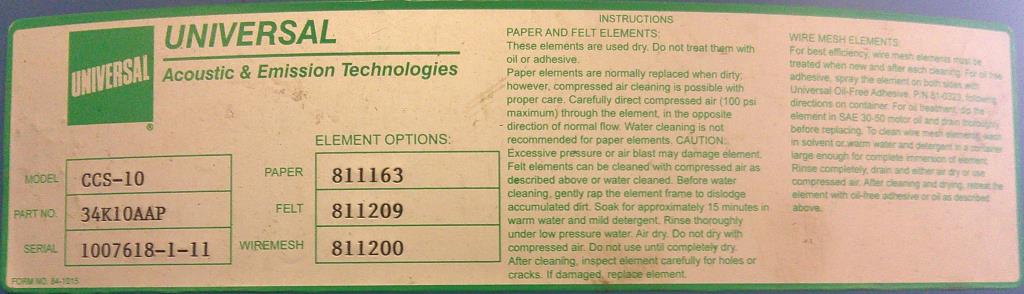 UNIVERSAL
®
UNIVERSAL
Acoustic & Emission Technologies
MODEL CCS-10
PART NO. 34K10AAP
SERIAL 1007618-1-11
FORM NO. 84-1015
ELEMENT OPTIONS:
PAPER 811163
FELT 811209
WIREMESH 811200
INSTRUCTIONS
PAPER AND FELT ELEMENTS:
These elements are used dry. Do not treat them with
oil or adhesive.
Paper elements are normally replaced when dirty;
however, compressed air cleaning is possible with
proper care. Carefully direct compressed air (100 psi
maximum) through the element, in the opposite
direction of normal flow. Water cleaning is not
recommended for paper elements. CAUTION:
Excessive pressure or air blast may damage element.
Felt elements can be cleaned with compressed air as
described above or water cleaned. Before water
cleaning, gently rap the element frame to dislodge
accumulated dirt. Soak for approximately 15 minutes in
warm water and mild detergent. Rinse thoroughly
under low pressure water. Air dry. Do not dry with
compressed air. Do not use until completely dry.
After cleaning, inspect element carefully for holes or
cracks. If damaged, replace element.
WIRE MESH ELEMENTS:
For best efficiency, wire mesh elements must be
treated when new and after each cleaning. For oil free
adhesive, spray the element on both sides with
Universal Oil-Free Adhesive, P/N 81-0323, following
directions on container. For oil treatment, dip the
element in SAE 30-50 motor oil and drain thoroughly
before replacing. To clean wire mesh elements, wash
in solvent or warm water and detergent in a container
large enough for complete immersion of element.
Rinse completely, drain and either air dry or use
compressed air. After cleaning and drying, retreat the
element with oil-free adhesive or oil as described
above.